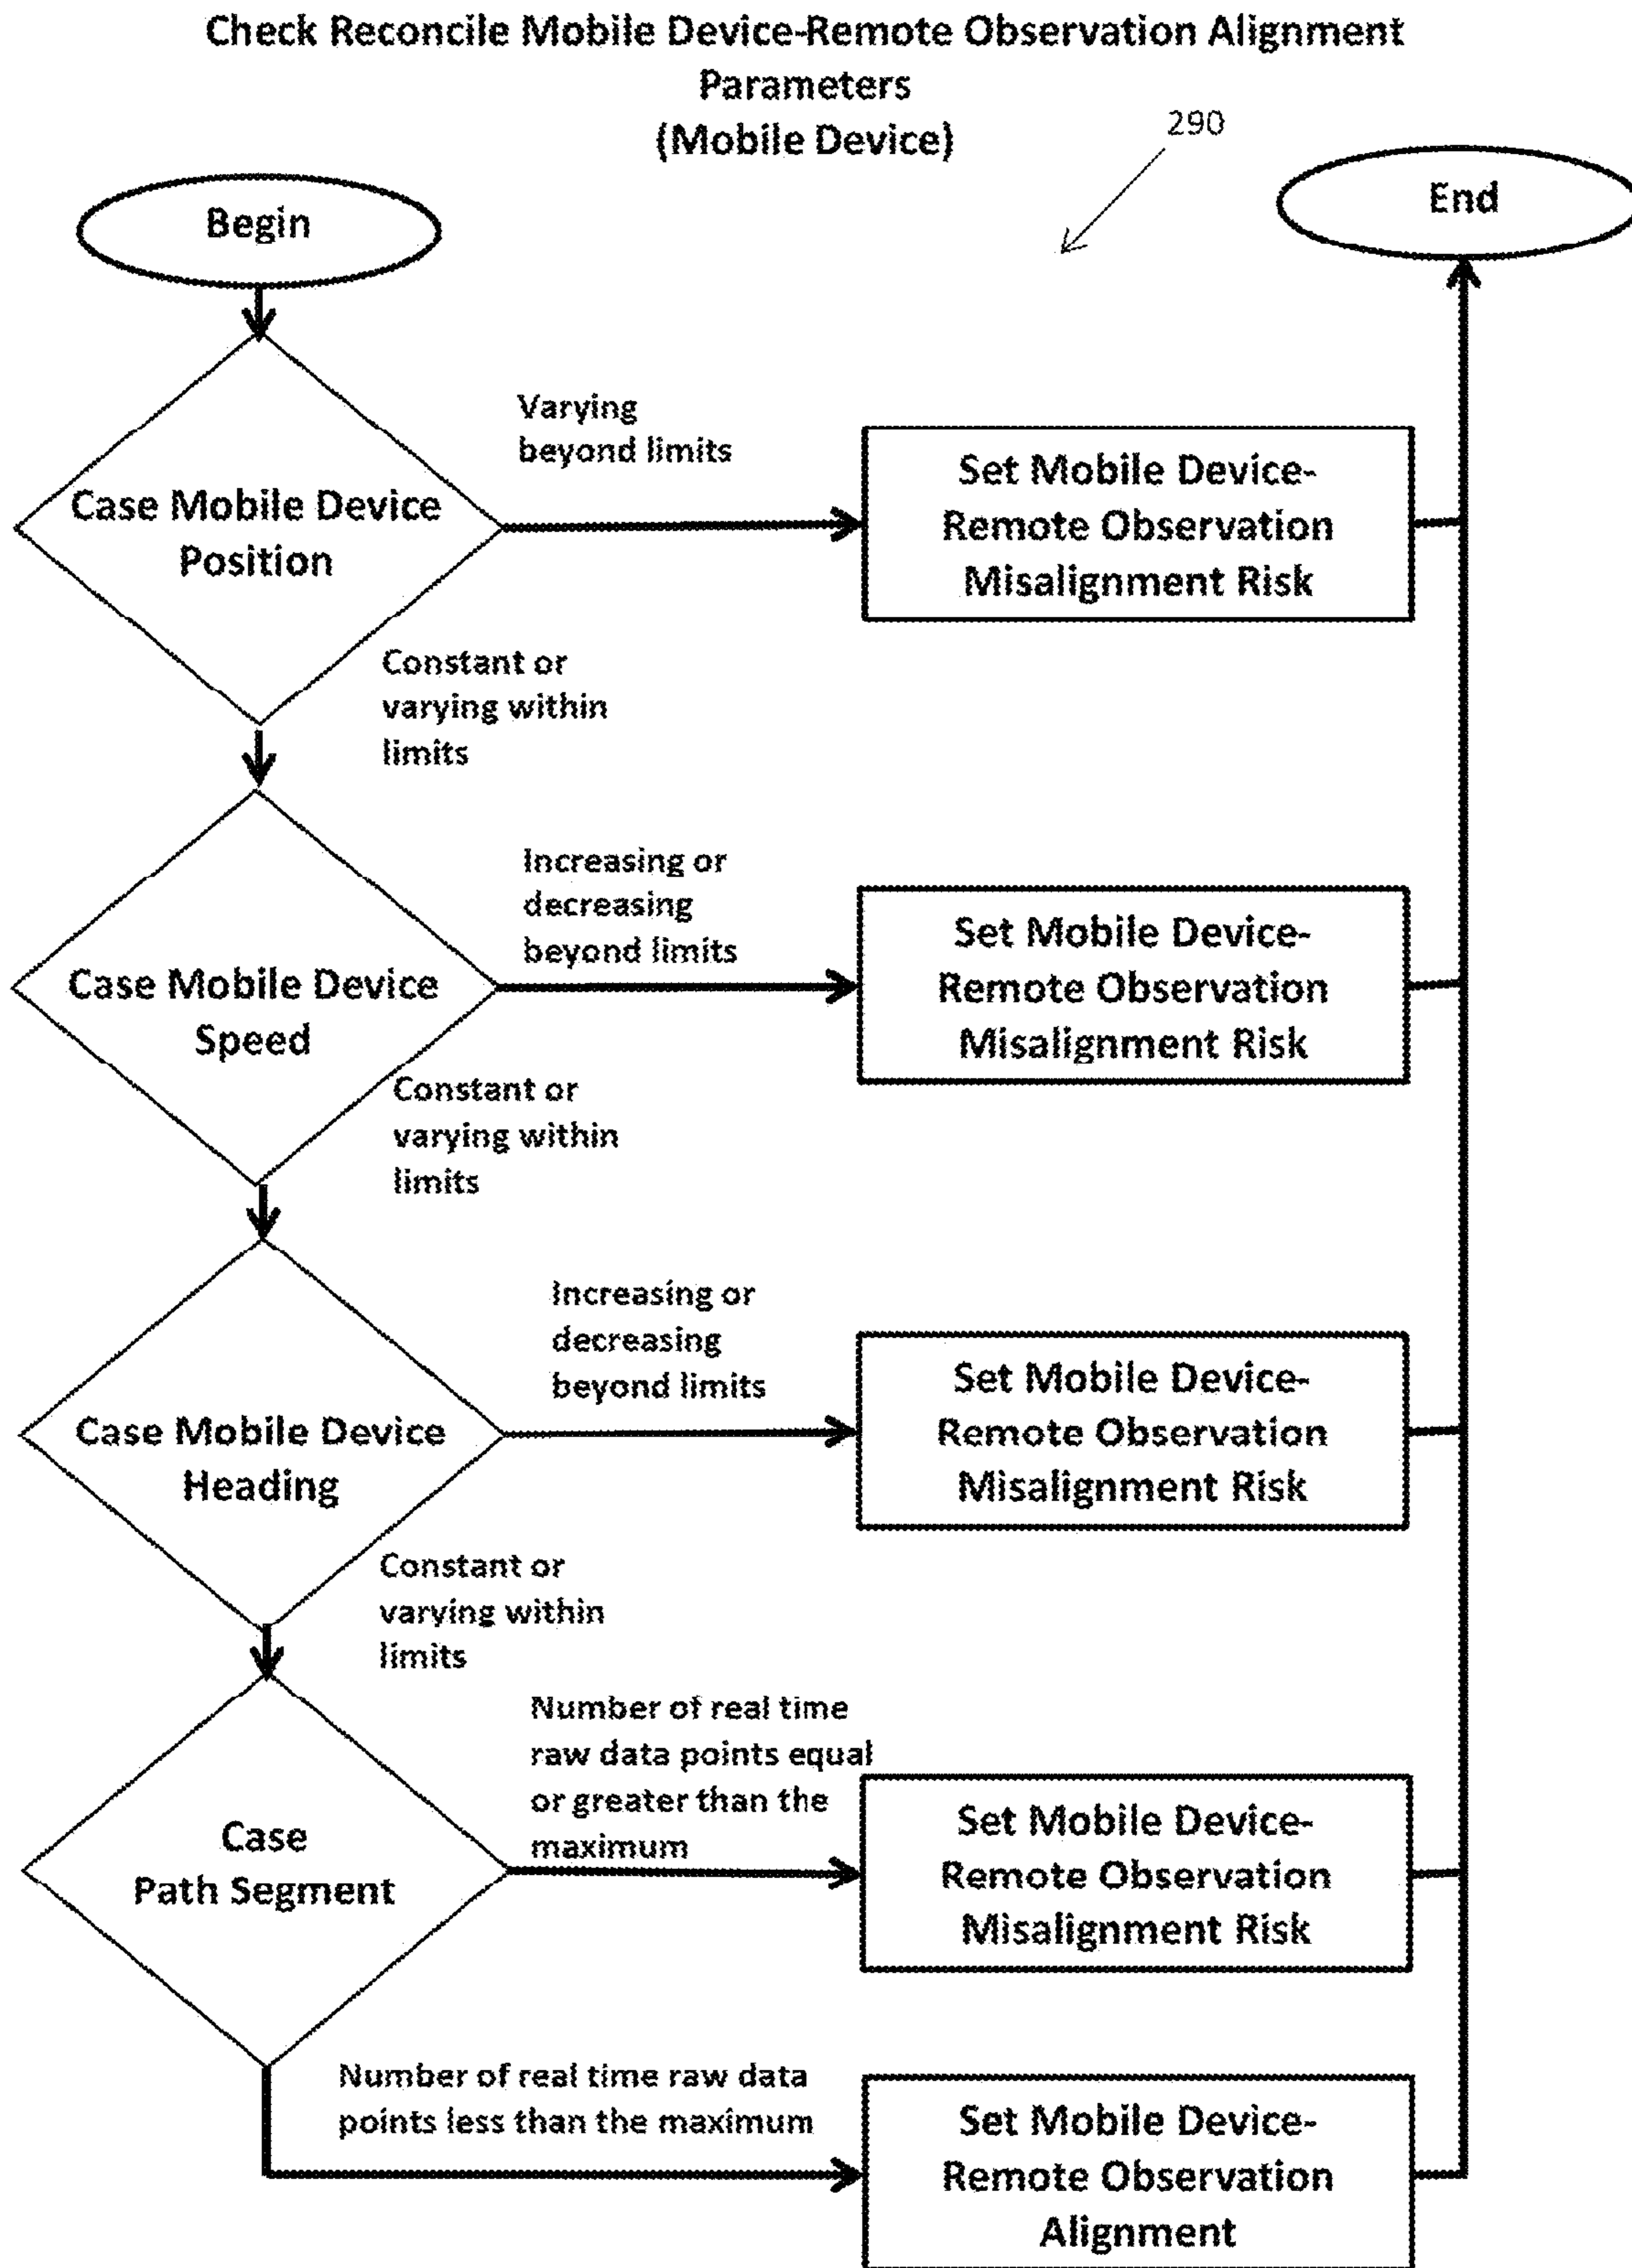 Check Reconcile Mobile Device-Remote Observation Alignment
Parameters
(Mobile Device)
290
Begin
End
Varying
beyond limits
Case Mobile Device
Position
Set Mobile Device-
Remote Observation
Misalignment Risk
Constant or
varying within
limits
Increasing or
decreasing
beyond limits
Case Mobile Device
Speed
Set Mobile Device-
Remote Observation
Misalignment Risk
Constant or
varying within
limits
Increasing or
decreasing
beyond limits
Case Mobile Device
Heading
Set Mobile Device-
Remote Observation
Misalignment Risk
Constant or
varying within
limits
Number of real time
raw data points equal
or greater than the
maximum
Case
Path Segment
Set Mobile Device-
Remote Observation
Misalignment Risk
Number of real time raw data
points less than the maximum
Set Mobile Device-
Remote Observation
Alignment